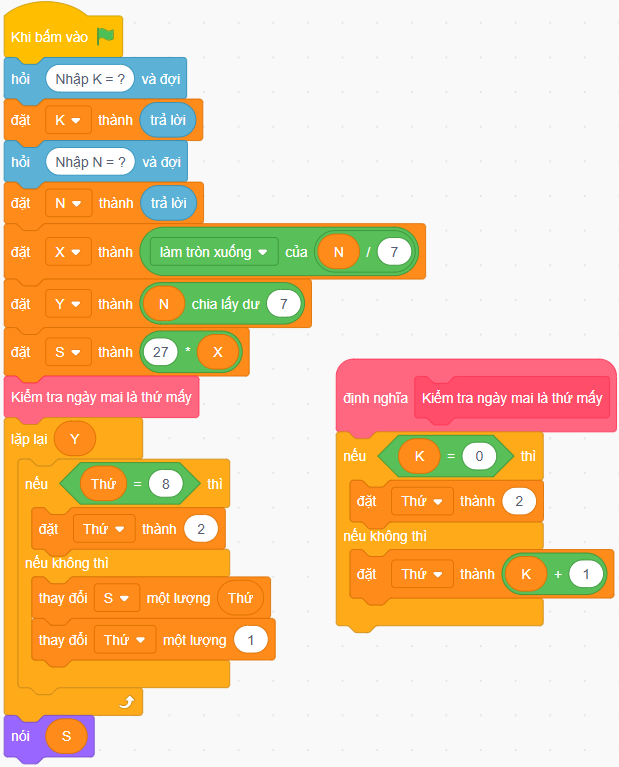 Khi bấm vào
hỏi Nhập K = ? và đợi
đặt K thành trả lời
hỏi Nhập N = ? và đợi
đặt N thành trả lời
đặt X thành làm tròn xuống của N / 7
đặt Y thành N chia lấy dư 7
đặt S thành 27 * X
Kiểm tra ngày mai là thứ mấy
lặp lại Y
nếu Thứ = 8 thì
đặt Thứ thành 2
nếu không thì
thay đổi S một lượng Thứ
thay đổi Thứ một lượng 1
nói S
định nghĩa Kiểm tra ngày mai là thứ mấy
nếu K = 0 thì
đặt Thứ thành 2
nếu không thì
đặt Thứ thành K + 1